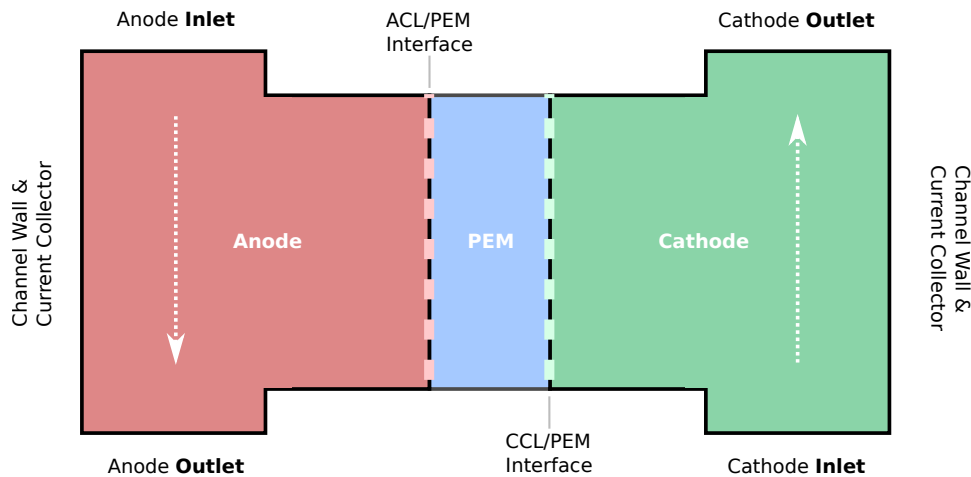 Anode Inlet
ACL/PEM
Interface
Cathode Outlet
Channel Wall &
Current Collector
Anode
PEM
Cathode
Channel Wall &
Current Collector
Anode Outlet
CCL/PEM
Interface
Cathode Inlet